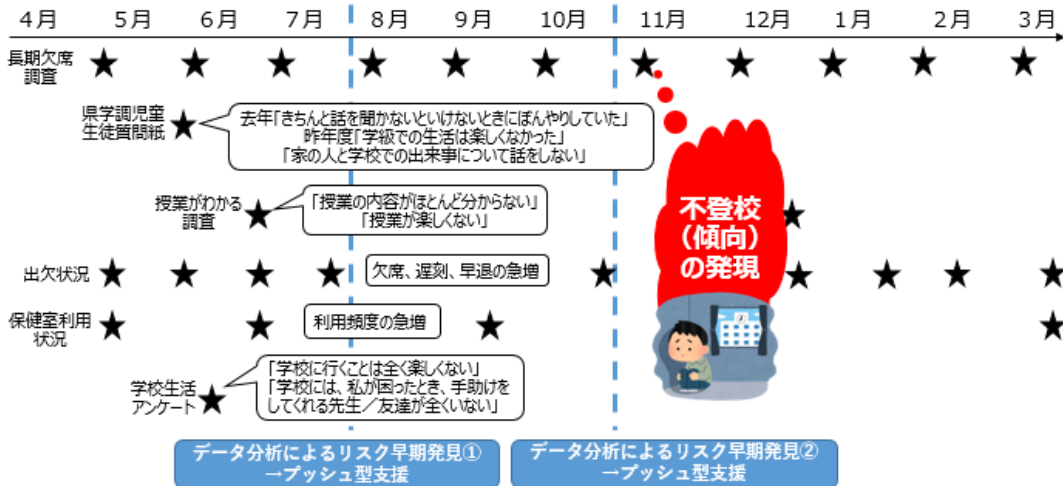 4月 5月 6月 7月 8月 9月 10月 11月 12月 1月 2月 3月
長期欠席
調査
県学調児童
生徒質問紙
去年「きちんと話を聞かないといけないときにぼんやりしていた」
昨年度「学級での生活は楽しくなかった」
「家の人と学校での出来事について話をしない」
授業がわかる
調査
「授業の内容がほとんど分からない」
「授業が楽しくない」
不登校
（傾向）
の発現
出欠状況
欠席、遅刻、早退の急増
保健室利用
状況
利用頻度の急増
学校生活
アンケート
「学校に行くことは全く楽しくない」
「学校には、私が困ったとき、手助けを
してくれる先生／友達が全くいない」
データ分析によるリスク早期発見①
→プッシュ型支援
データ分析によるリスク早期発見②
→プッシュ型支援